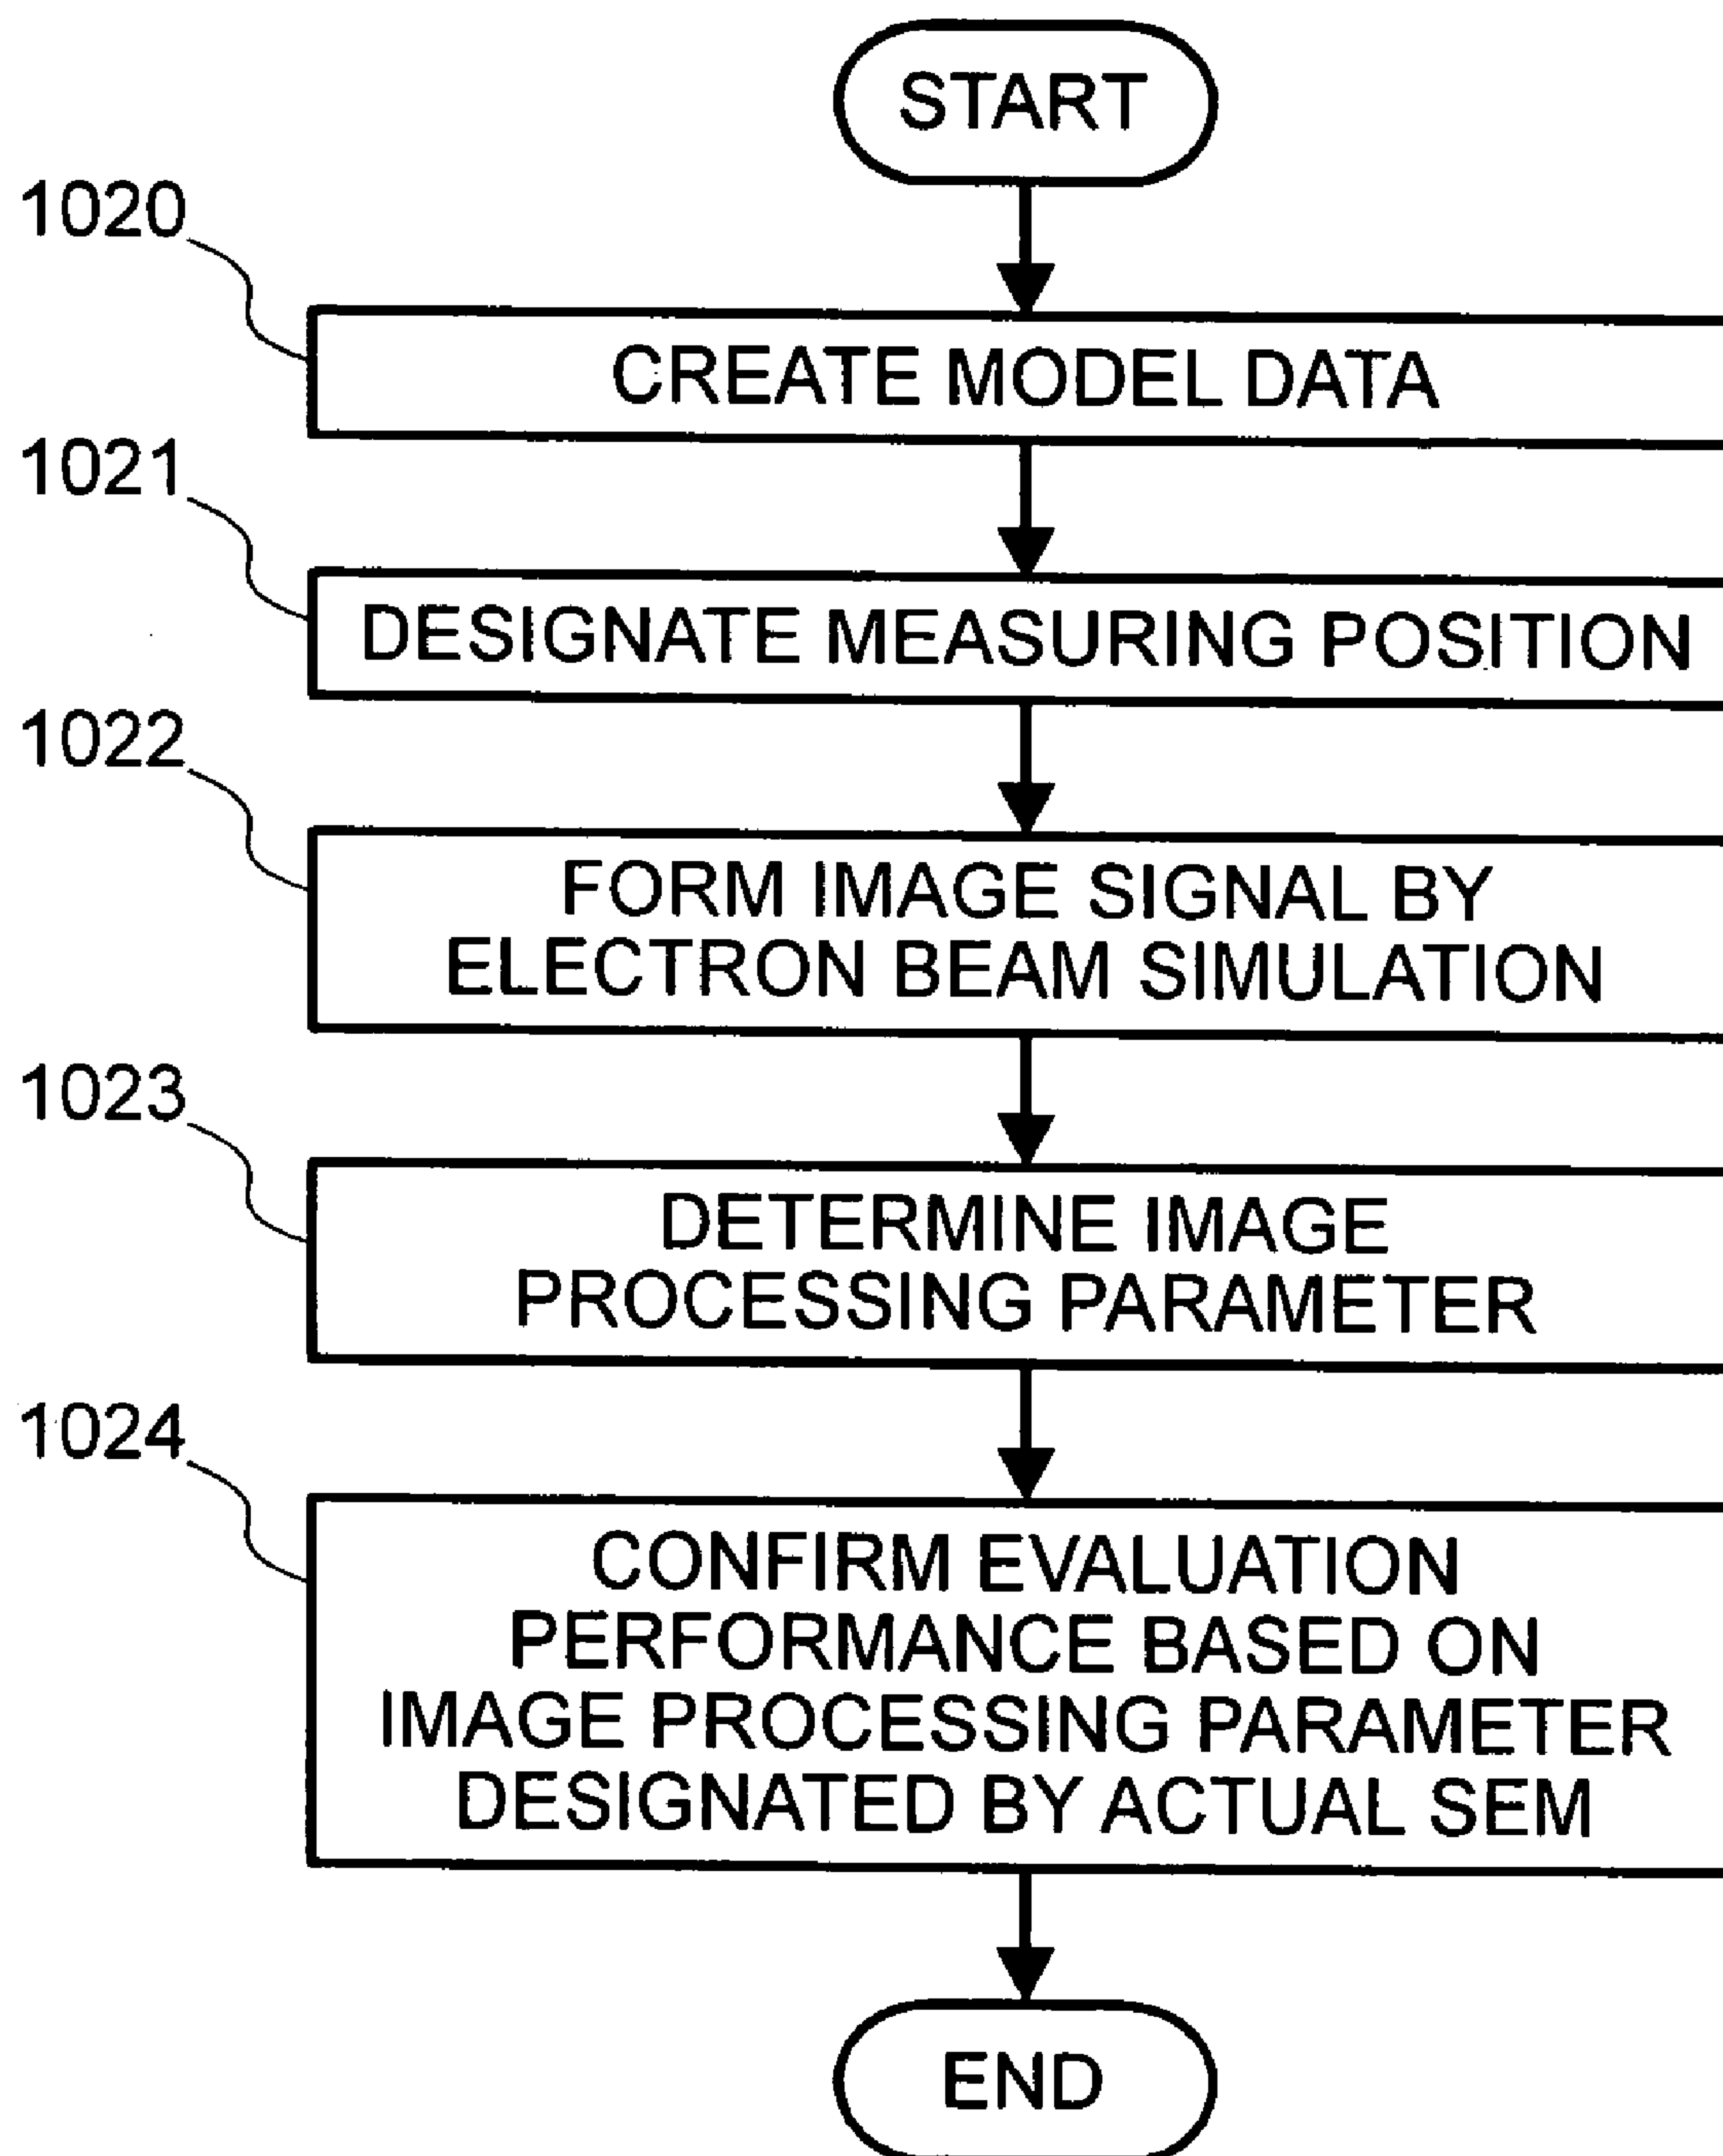 START
1020
CREATE MODEL DATA
1021
DESIGNATE MEASURING POSITION
1022
FORM IMAGE SIGNAL BY
ELECTRON BEAM SIMULATION
1023
DETERMINE IMAGE
PROCESSING PARAMETER
1024
CONFIRM EVALUATION
PERFORMANCE BASED ON
IMAGE PROCESSING PARAMETER
DESIGNATED BY ACTUAL SEM
END